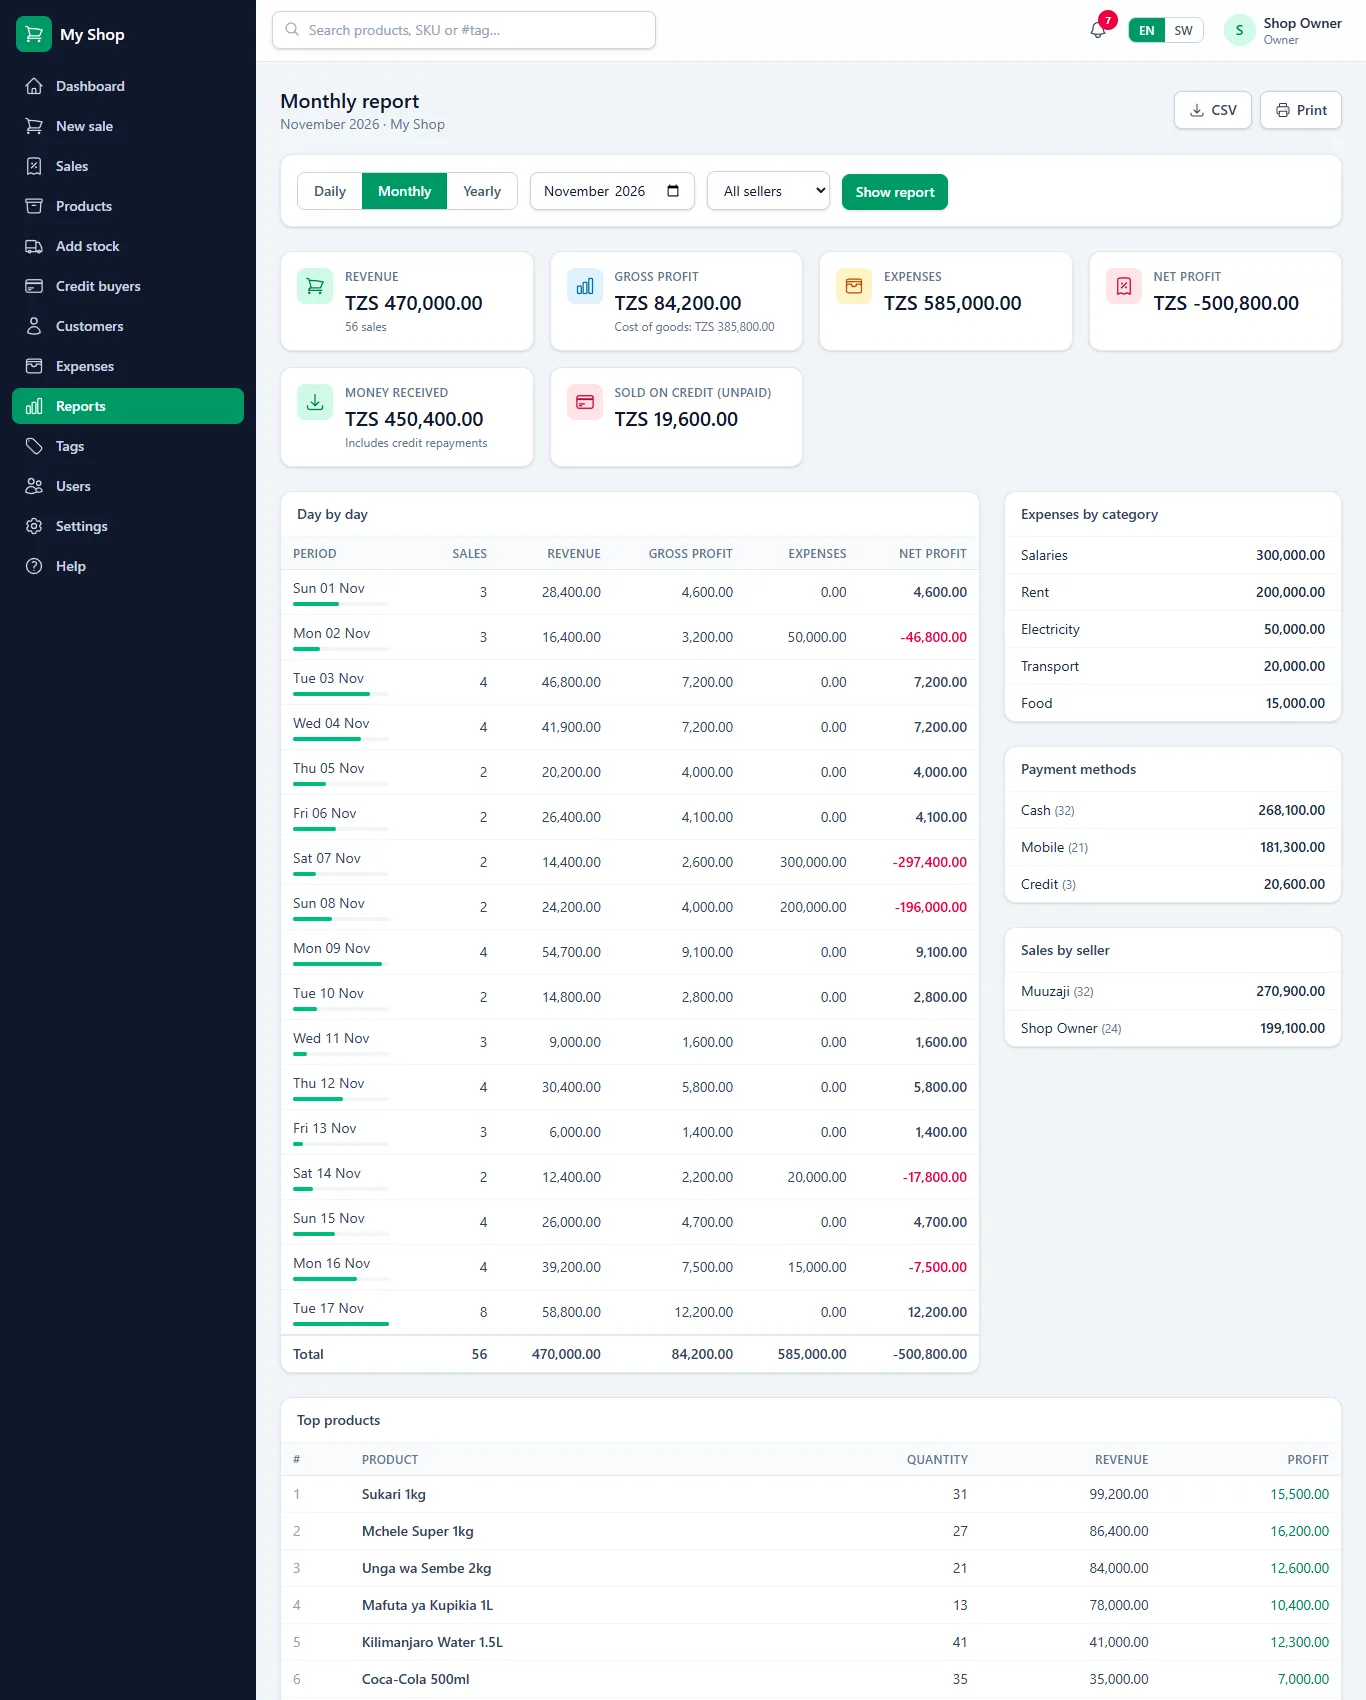 My Shop
Search products, SKU or #tag...
7
EN SW
S
Shop Owner
Owner
Dashboard
New sale
Sales
Products
Add stock
Credit buyers
Customers
Expenses
Reports
Tags
Users
Settings
Help
Monthly report
November 2026 · My Shop
CSV
Print
Daily Monthly Yearly November 2026 All sellers Show report
REVENUE
TZS 470,000.00
56 sales
GROSS PROFIT
TZS 84,200.00
Cost of goods: TZS 385,800.00
EXPENSES
TZS 585,000.00
NET PROFIT
TZS -500,800.00
MONEY RECEIVED
TZS 450,400.00
Includes credit repayments
SOLD ON CREDIT (UNPAID)
TZS 19,600.00
Day by day
PERIOD SALES REVENUE GROSS PROFIT EXPENSES NET PROFIT
Sun 01 Nov 3 28,400.00 4,600.00 0.00 4,600.00
Mon 02 Nov 3 16,400.00 3,200.00 50,000.00 -46,800.00
Tue 03 Nov 4 46,800.00 7,200.00 0.00 7,200.00
Wed 04 Nov 4 41,900.00 7,200.00 0.00 7,200.00
Thu 05 Nov 2 20,200.00 4,000.00 0.00 4,000.00
Fri 06 Nov 2 26,400.00 4,100.00 0.00 4,100.00
Sat 07 Nov 2 14,400.00 2,600.00 300,000.00 -297,400.00
Sun 08 Nov 2 24,200.00 4,000.00 200,000.00 -196,000.00
Mon 09 Nov 4 54,700.00 9,100.00 0.00 9,100.00
Tue 10 Nov 2 14,800.00 2,800.00 0.00 2,800.00
Wed 11 Nov 3 9,000.00 1,600.00 0.00 1,600.00
Thu 12 Nov 4 30,400.00 5,800.00 0.00 5,800.00
Fri 13 Nov 3 6,000.00 1,400.00 0.00 1,400.00
Sat 14 Nov 2 12,400.00 2,200.00 20,000.00 -17,800.00
Sun 15 Nov 4 26,000.00 4,700.00 0.00 4,700.00
Mon 16 Nov 4 39,200.00 7,500.00 15,000.00 -7,500.00
Tue 17 Nov 8 58,800.00 12,200.00 0.00 12,200.00
Total 56 470,000.00 84,200.00 585,000.00 -500,800.00
Expenses by category
Salaries 300,000.00
Rent 200,000.00
Electricity 50,000.00
Transport 20,000.00
Food 15,000.00
Payment methods
Cash (32) 268,100.00
Mobile (21) 181,300.00
Credit (3) 20,600.00
Sales by seller
Muuzaji (32) 270,900.00
Shop Owner (24) 199,100.00
Top products
# PRODUCT QUANTITY REVENUE PROFIT
1 Sukari 1kg 31 99,200.00 15,500.00
2 Mchele Super 1kg 27 86,400.00 16,200.00
3 Unga wa Sembe 2kg 21 84,000.00 12,600.00
4 Mafuta ya Kupikia 1L 13 78,000.00 10,400.00
5 Kilimanjaro Water 1.5L 41 41,000.00 12,300.00
6 Coca-Cola 500ml 35 35,000.00 7,000.00